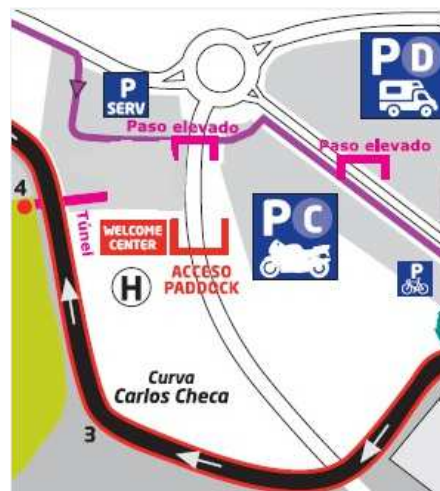 P D
P
SERV
Paso elevado
Paso elevado
4
Túnel
P C
WELCOME
CENTER
ACCESO
PADDOCK
P
H
Curva
Carlos Checa
3